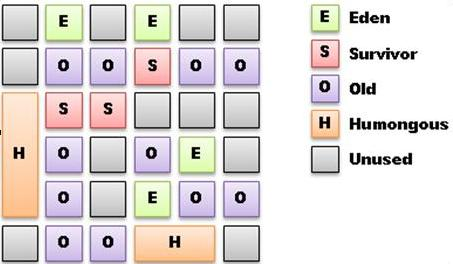 E E
O O S O O
S S
H O O E
O E O O
O O H
E Eden
S Survivor
O Old
H Humongous
Unused